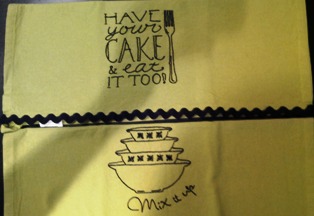 HAVE
your
CAKE
& eat
IT TOO!
Mix it up